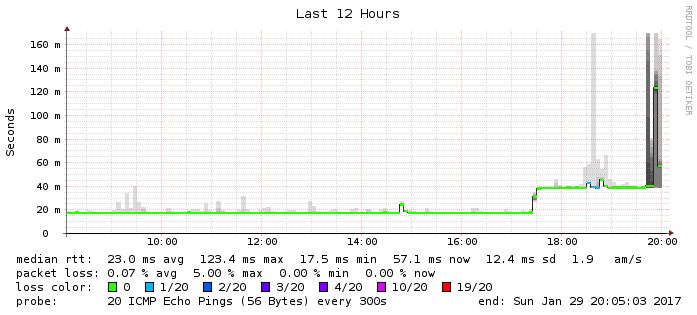 Last 12 Hours
RRDTOOL / TOBI OETIKER
Seconds
160 m
140 m
120 m
100 m
80 m
60 m
40 m
20 m
0
10:00 12:00 14:00 16:00 18:00 20:00
median rtt: 23.0 ms avg 123.4 ms max 17.5 ms min 57.1 ms now 12.4 ms sd 1.9 am/s
packet loss: 0.07 % avg 5.00 % max 0.00 % min 0.00 % now
loss color: 0 1/20 2/20 3/20 4/20 10/20 19/20
probe: 20 ICMP Echo Pings (56 Bytes) every 300s end: Sun Jan 29 20:05:03 2017